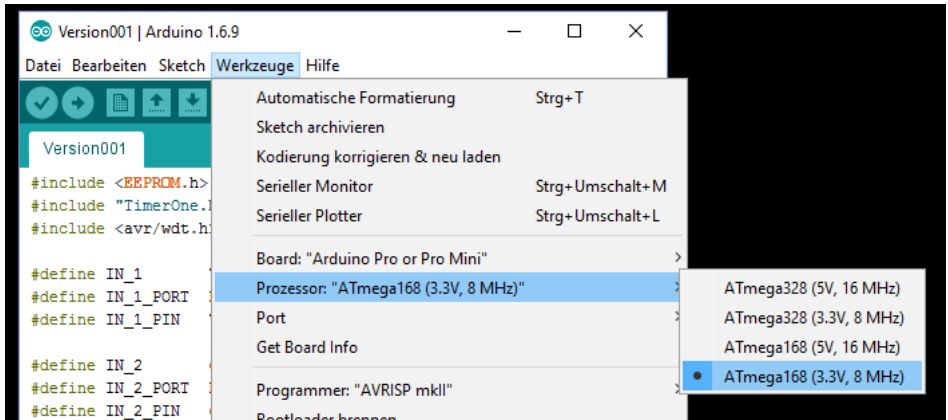 Version001 | Arduino 1.6.9
Datei Bearbeiten Sketch Werkzeuge Hilfe
Version001
#include <EEPROM.h>
#include "TimerOne.
#include <avr/wdt.h
#define IN_1
#define IN_1_PORT
#define IN_1_PIN
#define IN_2
#define IN_2_PORT
#define IN_2_PIN
Automatische Formatierung Strg+T
Sketch archivieren
Kodierung korrigieren & neu laden
Serieller Monitor Strg+Umschalt+M
Serieller Plotter Strg+Umschalt+L
Board: "Arduino Pro or Pro Mini"
Prozessor: "ATmega168 (3.3V, 8 MHz)"
Port
Get Board Info
Programmer: "AVRISP mkII"
Bootloader brennen
ATmega328 (5V, 16 MHz)
ATmega328 (3.3V, 8 MHz)
ATmega168 (5V, 16 MHz)
ATmega168 (3.3V, 8 MHz)